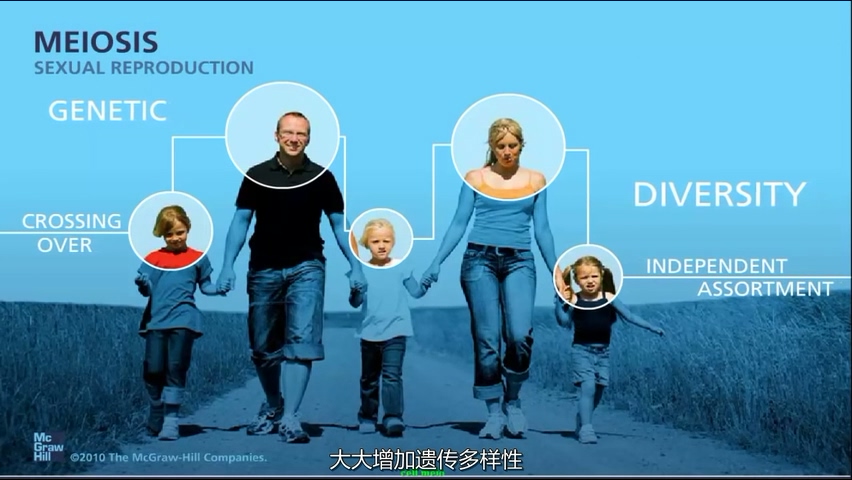 MEIOSIS
SEXUAL REPRODUCTION
GENETIC
DIVERSITY
CROSSING
OVER
INDEPENDENT
ASSORTMENT
Mc
Graw
Hill
©2010 The McGraw-Hill Companies.
大大增加遗传多样性